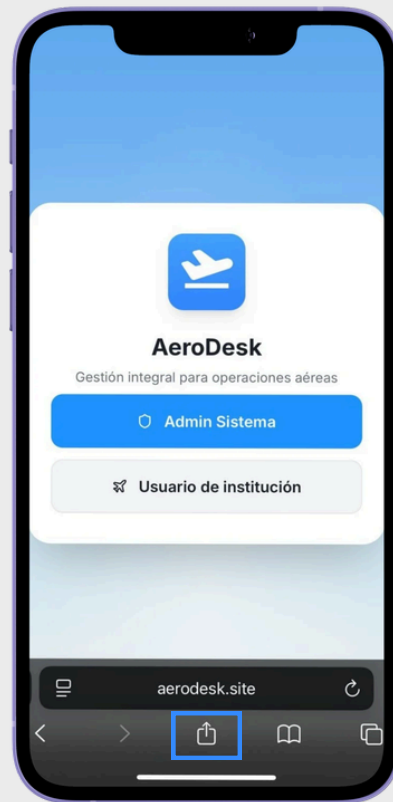 AeroDesk
Gestión integral para operaciones aéreas
Admin Sistema
Usuario de institución
aerodesk.site